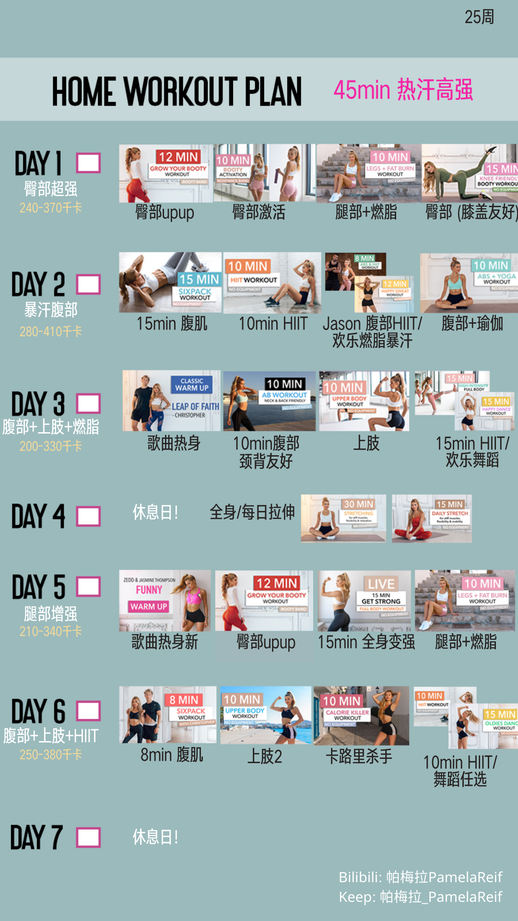 25周
HOME WORKOUT PLAN
45min 热汗高强
DAY 1
臀部超强
240-370千卡
12 MIN
GROW YOUR BOOTY
WORKOUT
臀部upup
10 MIN
BOOTY
ACTIVATION
臀部激活
10 MIN
LEGS + FAT BURN
WORKOUT
腿部+燃脂
15 MIN
KNEE FRIENDLY
BOOTY WORKOUT
臀部 (膝盖友好)
DAY 2
暴汗腹部
280-410千卡
15 MIN
SIXPACK
WORKOUT
15min 腹肌
10 MIN
HIIT WORKOUT
NO EQUIPMENT
10min HIIT
8 MIN
12 MIN
HAPPY SWEAT
WORKOUT
Jason 腹部HIIT/
欢乐燃脂暴汗
10 MIN
ABS + YOGA
WORKOUT
腹部+瑜伽
DAY 3
腹部+上肢+燃脂
200-330千卡
CLASSIC
WARM UP
LEAP OF FAITH
- CHRISTOPHER
歌曲热身
10 MIN
AB WORKOUT
NECK & BACK FRIENDLY
10min腹部
颈背友好
10 MIN
UPPER BODY
WORKOUT
上肢
15 MIN
FULL BODY
15 MIN
HAPPY DANCE
WORKOUT
15min HIIT/
欢乐舞蹈
DAY 4
休息日!
全身/每日拉伸
30 MIN
STRETCHING
15 MIN
DAILY STRETCH
DAY 5
腿部增强
210-340千卡
ZEDD & JASMINE THOMPSON
FUNNY
WARM UP
歌曲热身新
12 MIN
GROW YOUR BOOTY
WORKOUT
BOOTY BAND
臀部upup
LIVE
15 MIN
GET STRONG
FULL BODY WORKOUT
15min 全身变强
10 MIN
LEGS + FAT BURN
WORKOUT
腿部+燃脂
DAY 6
腹部+上肢+HIIT
250-380千卡
8 MIN
SIXPACK
WORKOUT
8min 腹肌
10 MIN
UPPER BODY
WORKOUT
上肢2
10 MIN
CALORIE KILLER
WORKOUT
卡路里杀手
10 MIN
HIIT WORKOUT
15 MIN
OLDIES DANCE
WORKOUT
10min HIIT/
舞蹈任选
DAY 7
休息日!
Bilibili: 帕梅拉PamelaReif
Keep: 帕梅拉_PamelaReif